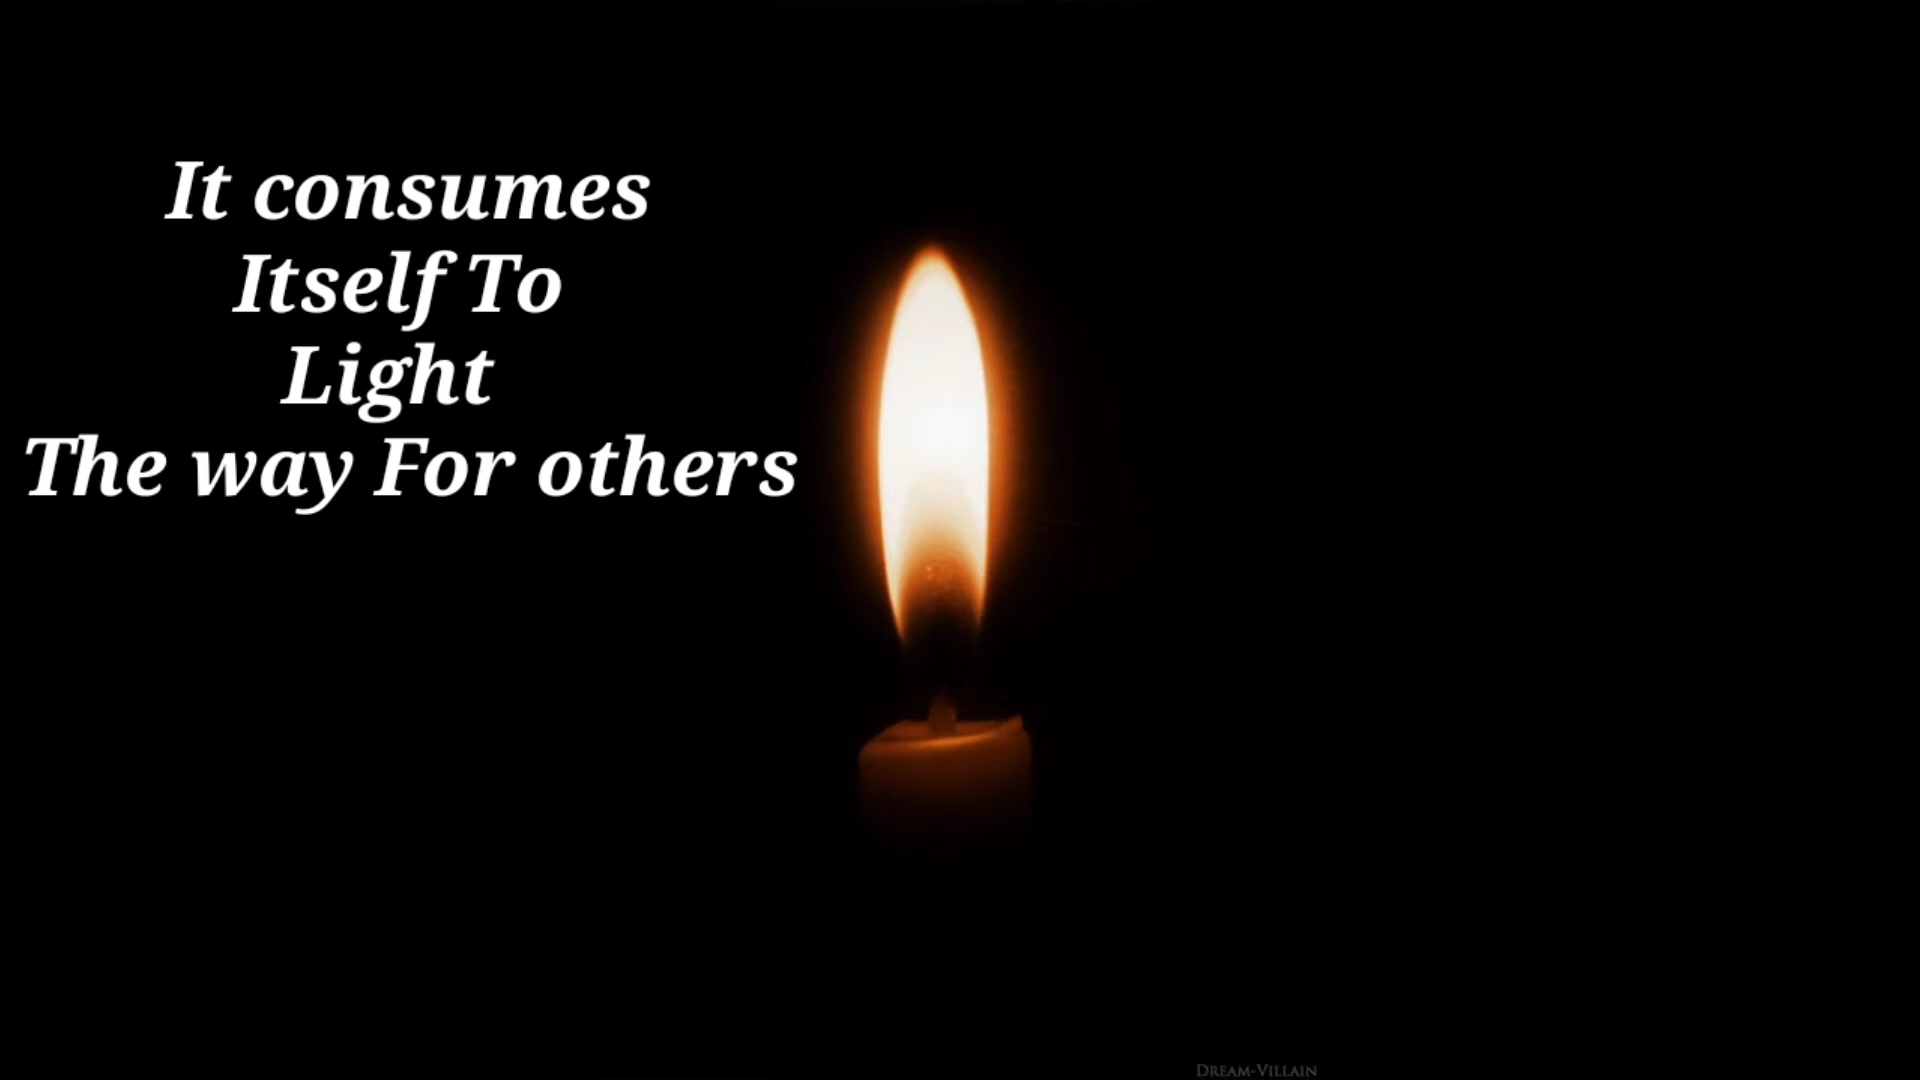 It consumes
Itself To
Light
The way For others
DREAM-VILLAIN